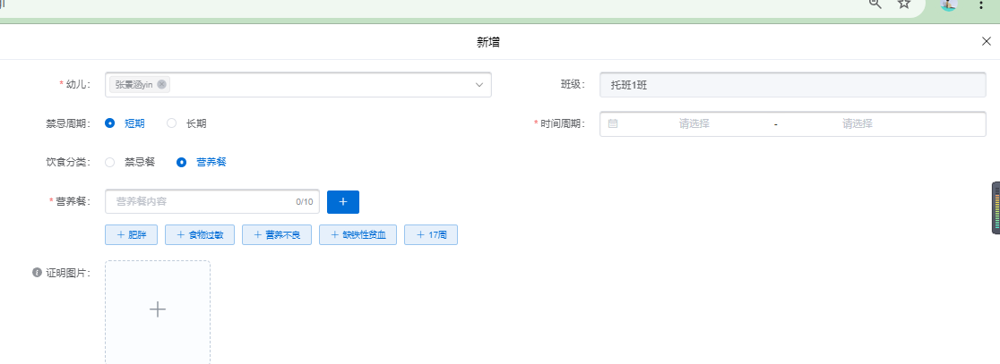 新增
* 幼儿： 张景涵yin 班级： 托班1班
禁忌周期： 短期 长期 * 时间周期： 请选择 - 请选择
饮食分类： 禁忌餐 营养餐
* 营养餐： 营养餐内容 0/10 +
+ 肥胖 + 食物过敏 + 营养不良 + 缺铁性贫血 + 17周
证明图片：